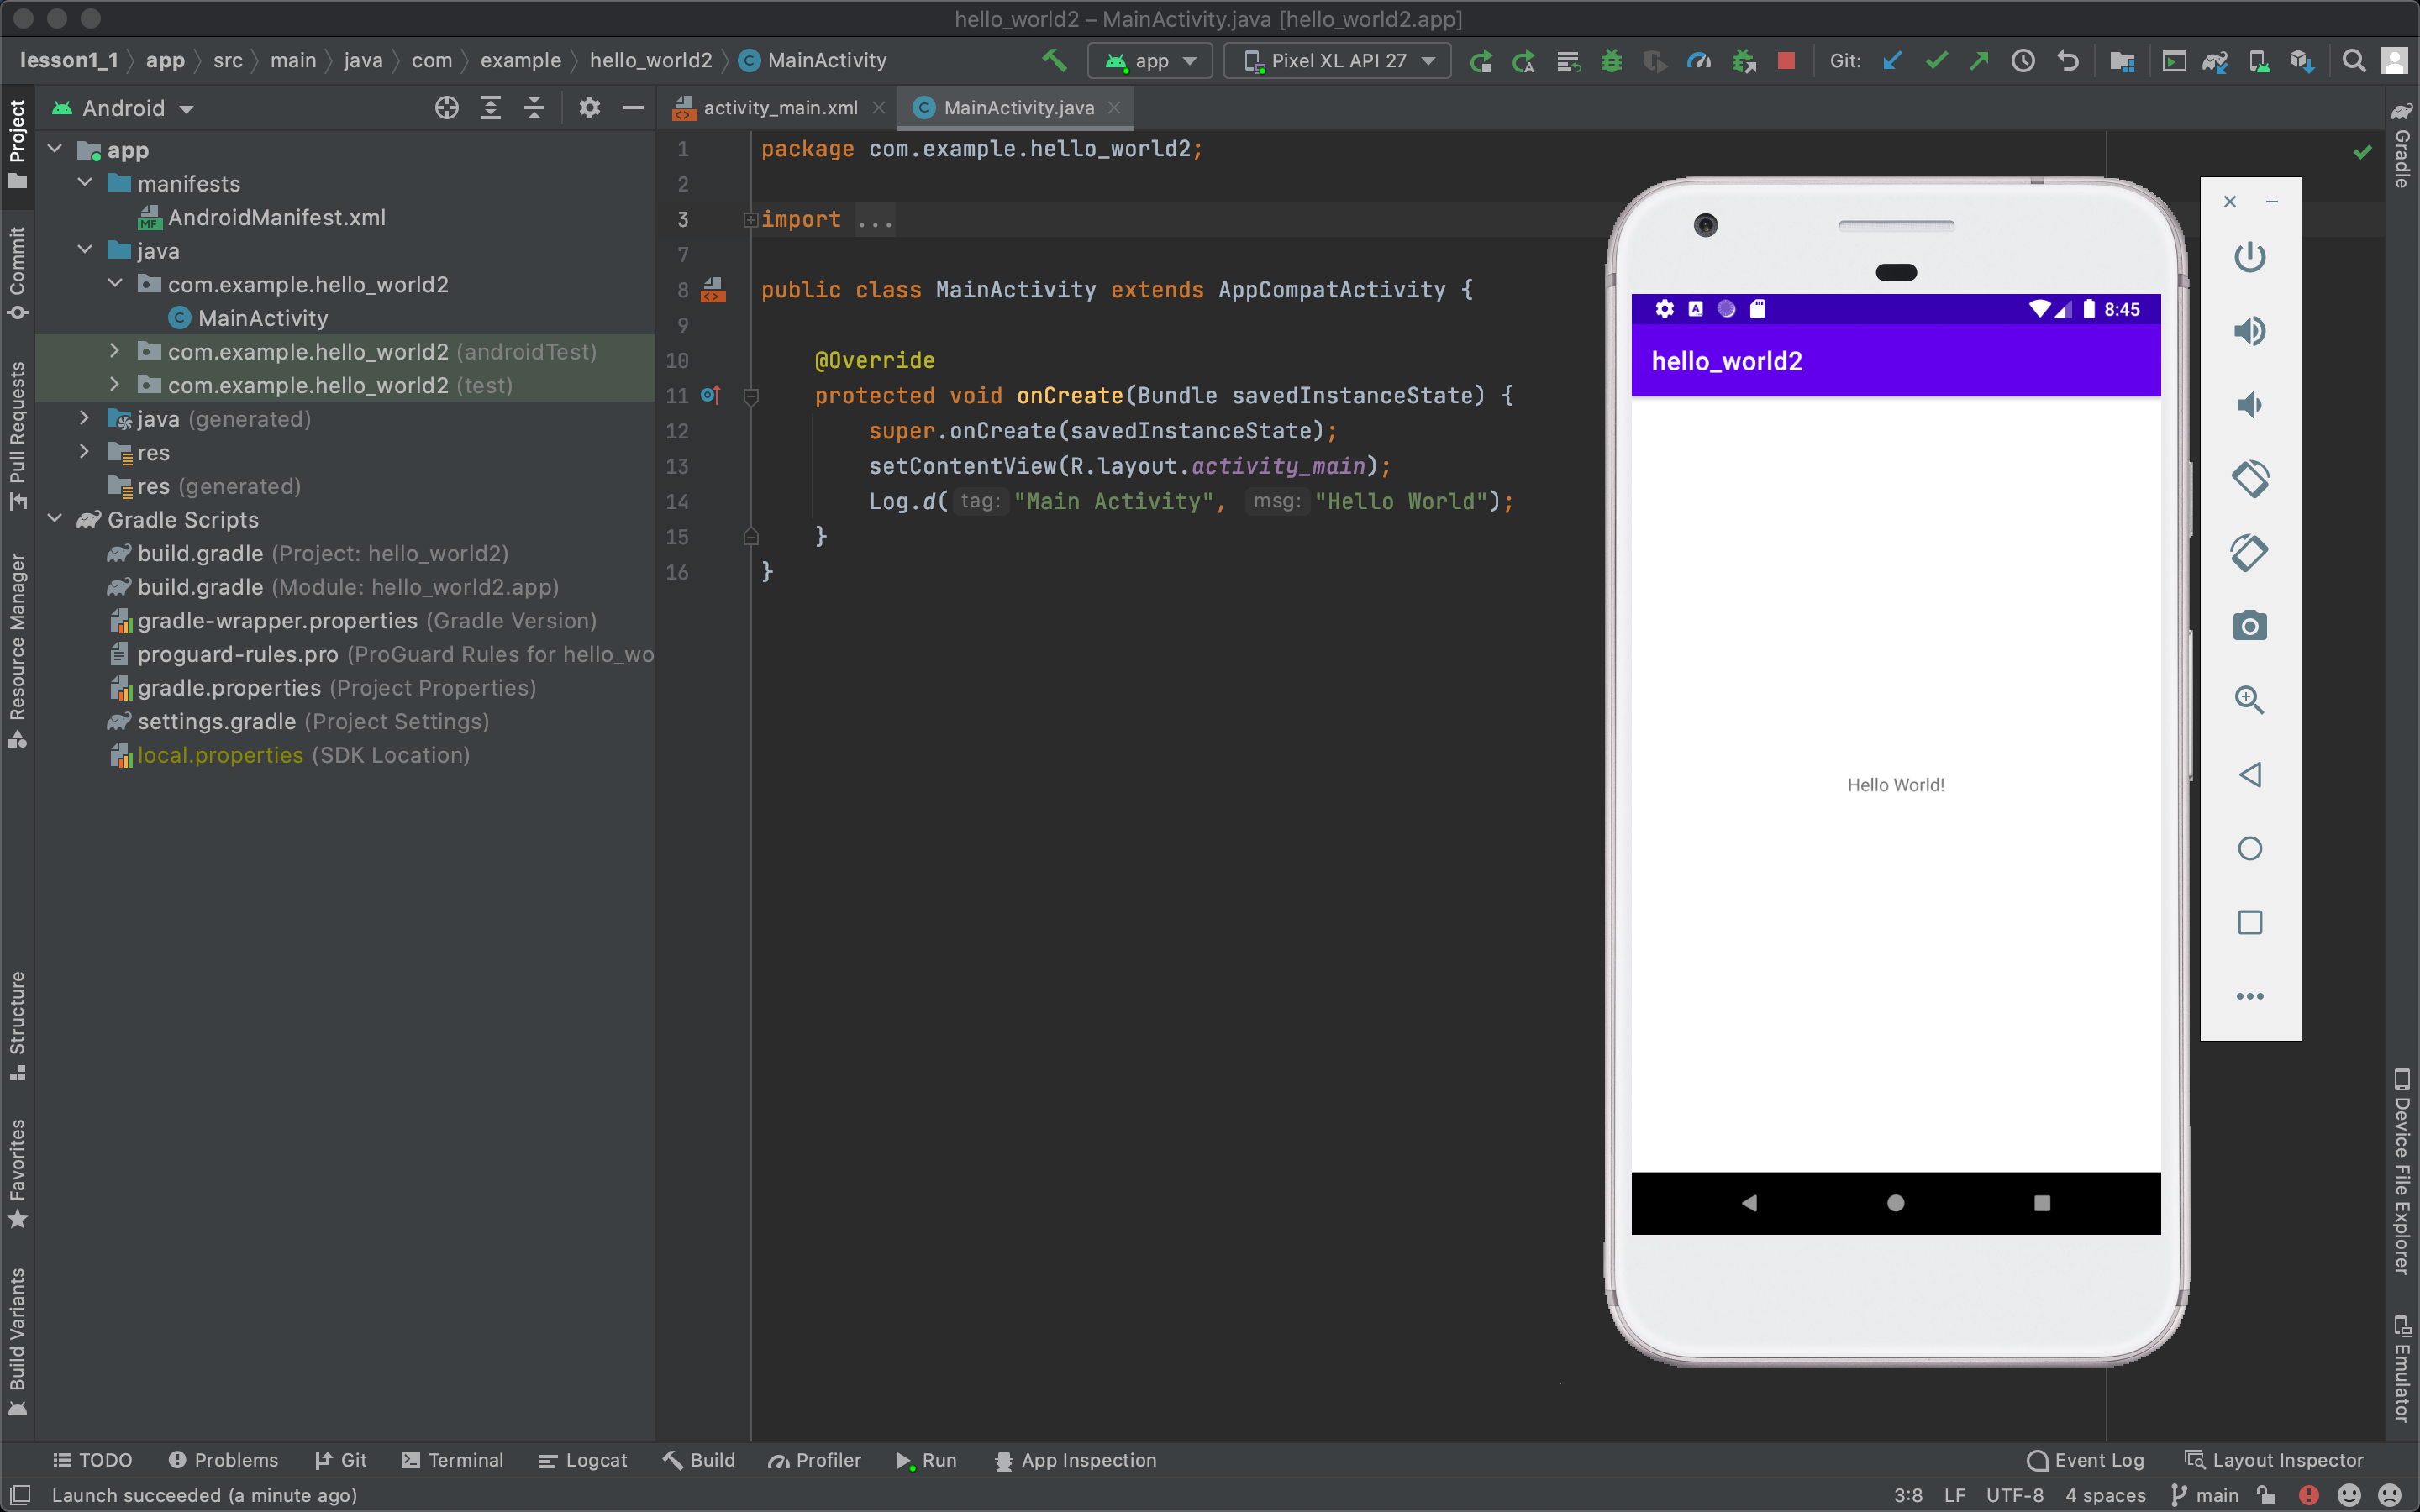 hello_world2 – MainActivity.java [hello_world2.app]
lesson1_1 app src main java com example hello_world2 MainActivity app Pixel XL API 27 Git:
Android
activity_main.xml MainActivity.java
Project
Commit
Pull Requests
Resource Manager
Structure
Favorites
Build Variants
app
manifests
AndroidManifest.xml
java
com.example.hello_world2
MainActivity
com.example.hello_world2 (androidTest)
com.example.hello_world2 (test)
java (generated)
res
res (generated)
Gradle Scripts
build.gradle (Project: hello_world2)
build.gradle (Module: hello_world2.app)
gradle-wrapper.properties (Gradle Version)
proguard-rules.pro (ProGuard Rules for hello_wo
gradle.properties (Project Properties)
settings.gradle (Project Settings)
local.properties (SDK Location)
1 package com.example.hello_world2;
2
3 import ...
7
8 public class MainActivity extends AppCompatActivity {
9
10 @Override
11 protected void onCreate(Bundle savedInstanceState) {
12 super.onCreate(savedInstanceState);
13 setContentView(R.layout.activity_main);
14 Log.d( tag: "Main Activity", msg: "Hello World");
15 }
16 }
8:45
hello_world2
Hello World!
Gradle
Device File Explorer
Emulator
TODO Problems Git Terminal Logcat Build Profiler Run App Inspection Event Log Layout Inspector
Launch succeeded (a minute ago) 3:8 LF UTF-8 4 spaces main